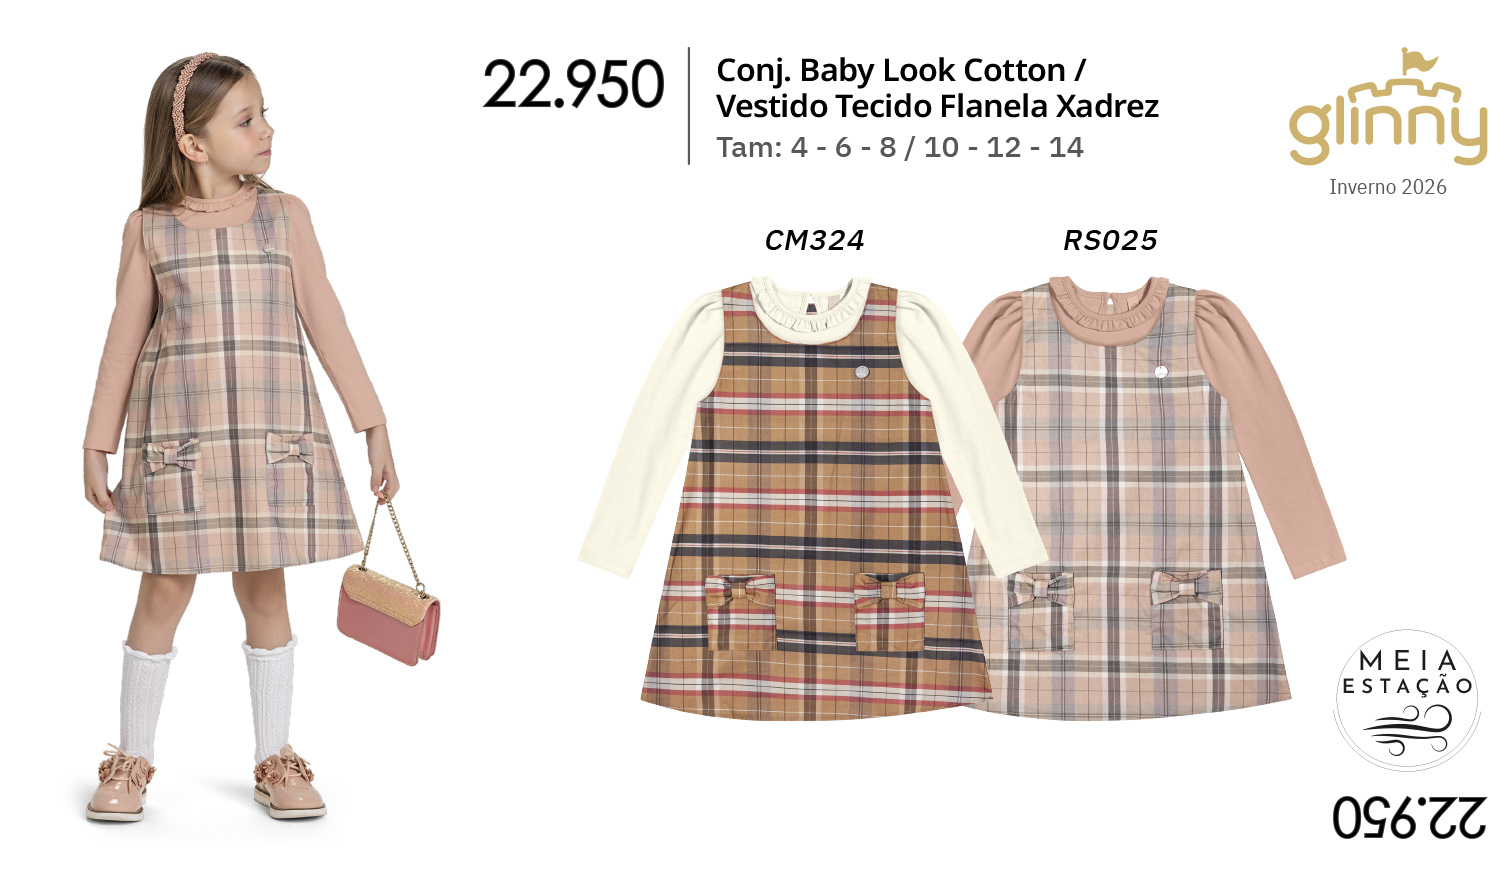 22.950
Conj. Baby Look Cotton /
Vestido Tecido Flanela Xadrez
Tam: 4 - 6 - 8 / 10 - 12 - 14
glinny
Inverno 2026
CM324
RS025
MEIA
ESTAÇÃO
22.950